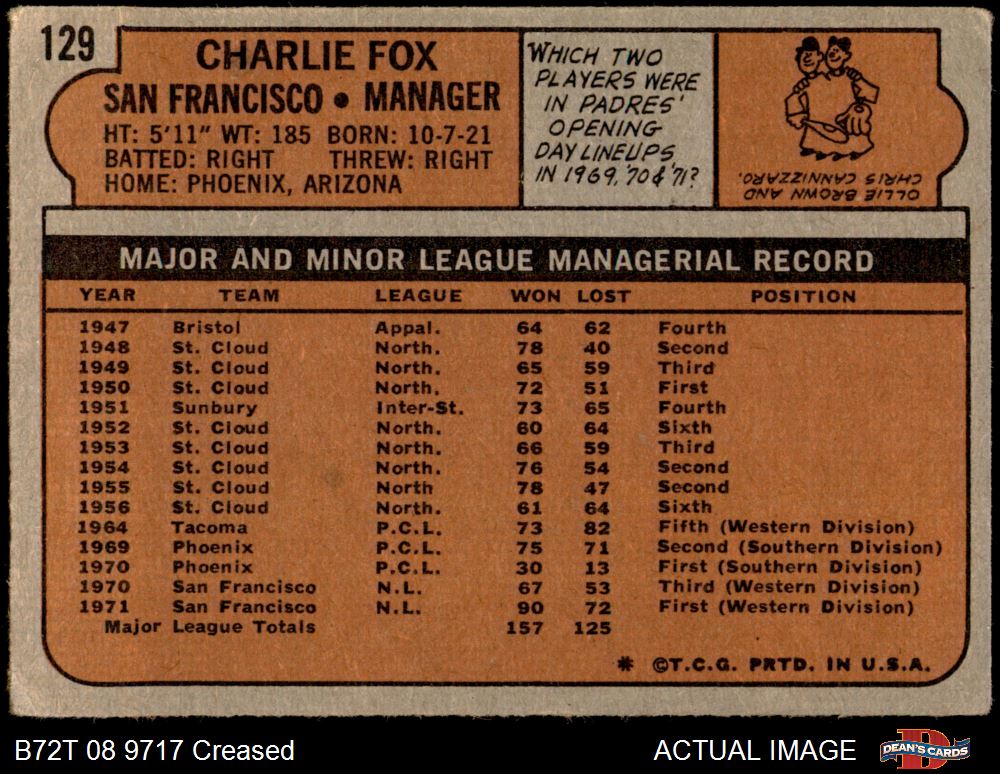 129
CHARLIE FOX
SAN FRANCISCO • MANAGER
HT: 5'11" WT: 185 BORN: 10-7-21
BATTED: RIGHT THREW: RIGHT
HOME: PHOENIX, ARIZONA
WHICH TWO
PLAYERS WERE
IN PADRES'
OPENING
DAY LINEUPS
IN 1969, '70 & '71?
OLLIE BROWN AND
CHRIS CANNIZZARO.
MAJOR AND MINOR LEAGUE MANAGERIAL RECORD
YEAR TEAM LEAGUE WON LOST POSITION
1947 Bristol Appal. 64 62 Fourth
1948 St. Cloud North. 78 40 Second
1949 St. Cloud North. 65 59 Third
1950 St. Cloud North. 72 51 First
1951 Sunbury Inter-St. 73 65 Fourth
1952 St. Cloud North. 60 64 Sixth
1953 St. Cloud North. 66 59 Third
1954 St. Cloud North. 76 54 Second
1955 St. Cloud North 78 47 Second
1956 St. Cloud North. 61 64 Sixth
1964 Tacoma P.C.L. 73 82 Fifth (Western Division)
1969 Phoenix P.C.L. 75 71 Second (Southern Division)
1970 Phoenix P.C.L. 30 13 First (Southern Division)
1970 San Francisco N.L. 67 53 Third (Western Division)
1971 San Francisco N.L. 90 72 First (Western Division)
Major League Totals 157 125
* ©T.C.G. PRTD. IN U.S.A.
B72T 08 9717 Creased ACTUAL IMAGE DEAN'S CARDS